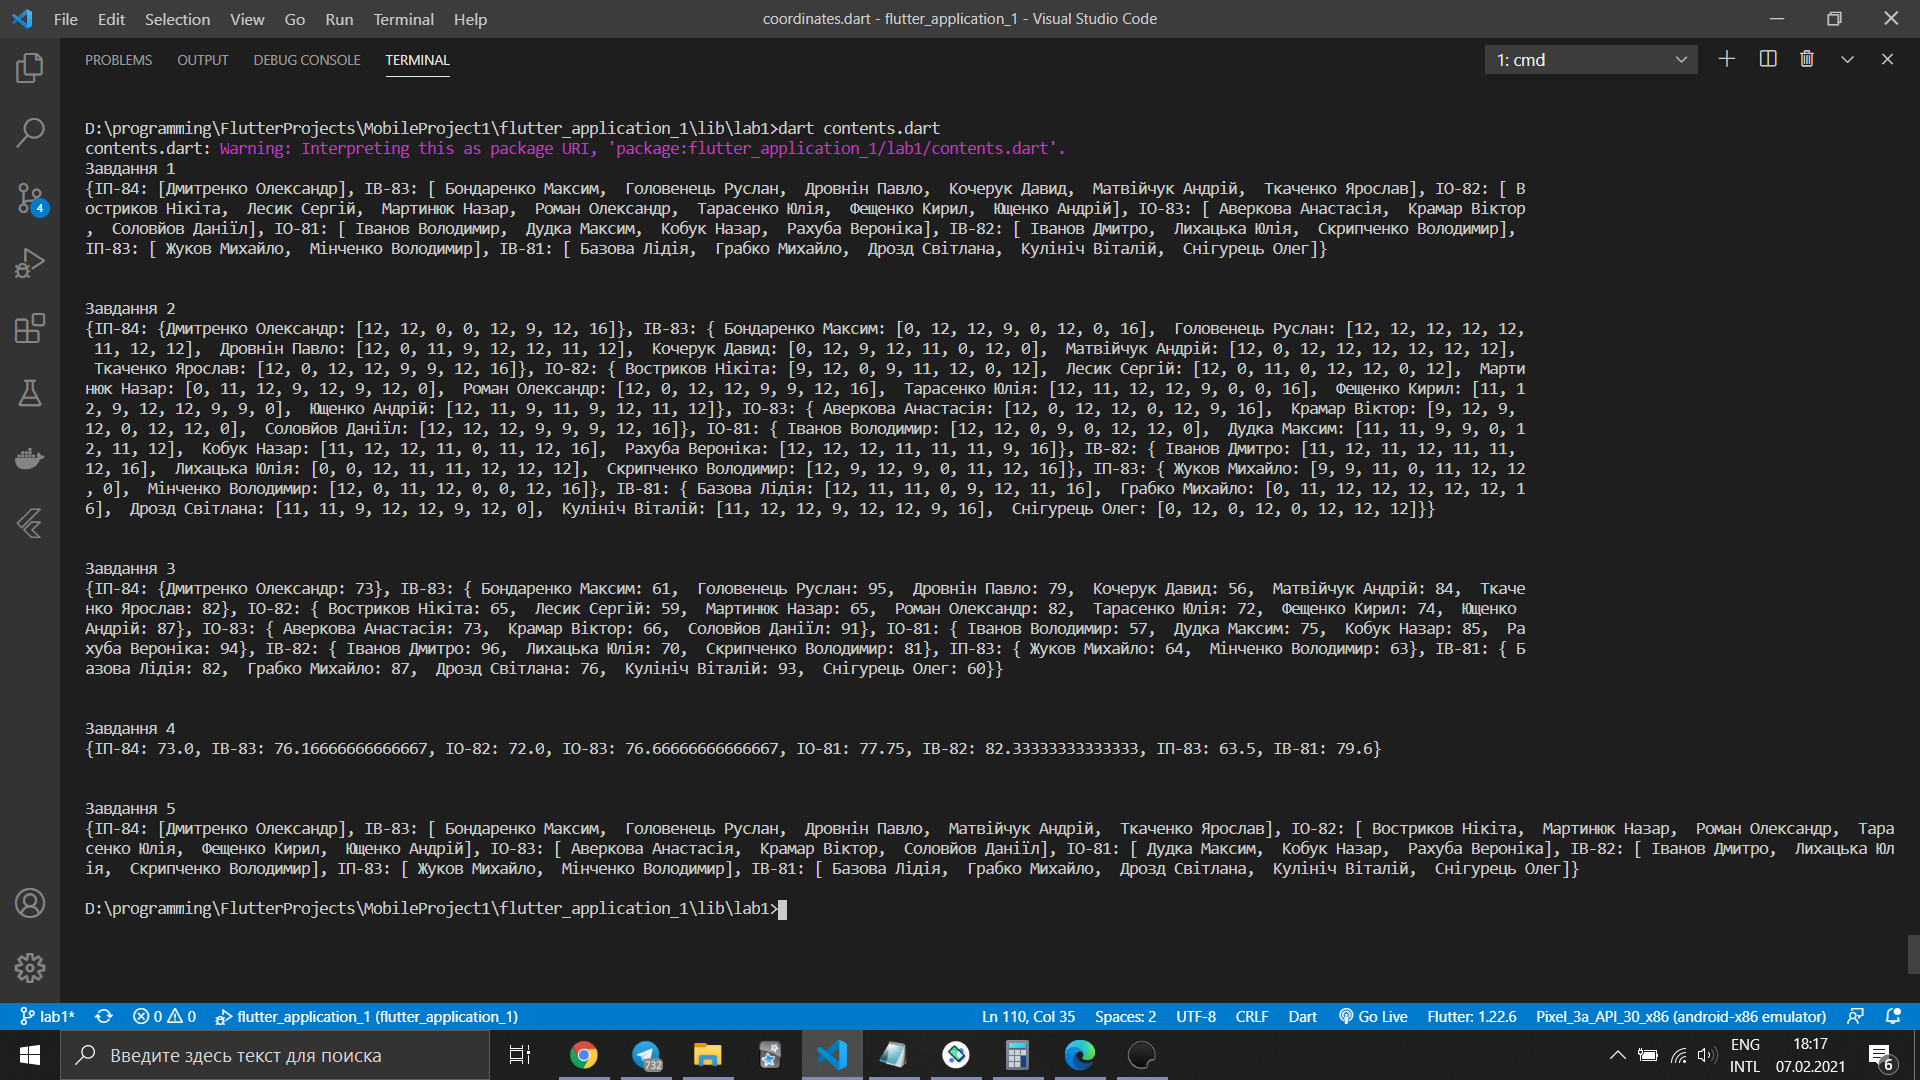 File Edit Selection View Go Run Terminal Help
coordinates.dart - flutter_application_1 - Visual Studio Code
PROBLEMS OUTPUT DEBUG CONSOLE TERMINAL
1: cmd
D:\programming\FlutterProjects\MobileProject1\flutter_application_1\lib\lab1>dart contents.dart
contents.dart: Warning: Interpreting this as package URI, 'package:flutter_application_1/lab1/contents.dart'.
Завдання 1
{ІП-84: [Дмитренко Олександр], ІВ-83: [ Бондаренко Максим,  Головенець Руслан,  Дровнін Павло,  Кочерук Давид,  Матвійчук Андрій,  Ткаченко Ярослав], ІО-82: [ В
остриков Нікіта,  Лесик Сергій,  Мартинюк Назар,  Роман Олександр,  Тарасенко Юлія,  Фещенко Кирил,  Ющенко Андрій], ІО-83: [ Аверкова Анастасія,  Крамар Віктор
,  Соловйов Даніїл], ІО-81: [ Іванов Володимир,  Дудка Максим,  Кобук Назар,  Рахуба Вероніка], ІВ-82: [ Іванов Дмитро,  Лихацька Юлія,  Скрипченко Володимир],
ІП-83: [ Жуков Михайло,  Мінченко Володимир], ІВ-81: [ Базова Лідія,  Грабко Михайло,  Дрозд Світлана,  Кулініч Віталій,  Снігурець Олег]}
Завдання 2
{ІП-84: {Дмитренко Олександр: [12, 12, 0, 0, 12, 9, 12, 16]}, ІВ-83: { Бондаренко Максим: [0, 12, 12, 9, 0, 12, 0, 16],  Головенець Руслан: [12, 12, 12, 12, 12,
 11, 12, 12],  Дровнін Павло: [12, 0, 11, 9, 12, 12, 11, 12],  Кочерук Давид: [0, 12, 9, 12, 11, 0, 12, 0],  Матвійчук Андрій: [12, 0, 12, 12, 12, 12, 12, 12],
 Ткаченко Ярослав: [12, 0, 12, 12, 9, 9, 12, 16]}, ІО-82: { Востриков Нікіта: [9, 12, 0, 9, 11, 12, 0, 12],  Лесик Сергій: [12, 0, 11, 0, 12, 12, 0, 12],  Марти
нюк Назар: [0, 11, 12, 9, 12, 9, 12, 0],  Роман Олександр: [12, 0, 12, 12, 9, 9, 12, 16],  Тарасенко Юлія: [12, 11, 12, 12, 9, 0, 0, 16],  Фещенко Кирил: [11, 1
2, 9, 12, 12, 9, 9, 0],  Ющенко Андрій: [12, 11, 9, 11, 9, 12, 11, 12]}, ІО-83: { Аверкова Анастасія: [12, 0, 12, 12, 0, 12, 9, 16],  Крамар Віктор: [9, 12, 9,
12, 0, 12, 12, 0],  Соловйов Даніїл: [12, 12, 12, 9, 9, 9, 12, 16]}, ІО-81: { Іванов Володимир: [12, 12, 0, 9, 0, 12, 12, 0],  Дудка Максим: [11, 11, 9, 9, 0, 1
2, 11, 12],  Кобук Назар: [11, 12, 12, 11, 0, 11, 12, 16],  Рахуба Вероніка: [12, 12, 12, 11, 11, 11, 9, 16]}, ІВ-82: { Іванов Дмитро: [11, 12, 11, 12, 11, 11,
12, 16],  Лихацька Юлія: [0, 0, 12, 11, 11, 12, 12, 12],  Скрипченко Володимир: [12, 9, 12, 9, 0, 11, 12, 16]}, ІП-83: { Жуков Михайло: [9, 9, 11, 0, 11, 12, 12
, 0],  Мінченко Володимир: [12, 0, 11, 12, 0, 0, 12, 16]}, ІВ-81: { Базова Лідія: [12, 11, 11, 0, 9, 12, 11, 16],  Грабко Михайло: [0, 11, 12, 12, 12, 12, 12, 1
6],  Дрозд Світлана: [11, 11, 9, 12, 12, 9, 12, 0],  Кулініч Віталій: [11, 12, 12, 9, 12, 12, 9, 16],  Снігурець Олег: [0, 12, 0, 12, 0, 12, 12, 12]}}
Завдання 3
{ІП-84: {Дмитренко Олександр: 73}, ІВ-83: { Бондаренко Максим: 61,  Головенець Руслан: 95,  Дровнін Павло: 79,  Кочерук Давид: 56,  Матвійчук Андрій: 84,  Ткаче
нко Ярослав: 82}, ІО-82: { Востриков Нікіта: 65,  Лесик Сергій: 59,  Мартинюк Назар: 65,  Роман Олександр: 82,  Тарасенко Юлія: 72,  Фещенко Кирил: 74,  Ющенко
Андрій: 87}, ІО-83: { Аверкова Анастасія: 73,  Крамар Віктор: 66,  Соловйов Даніїл: 91}, ІО-81: { Іванов Володимир: 57,  Дудка Максим: 75,  Кобук Назар: 85,  Ра
хуба Вероніка: 94}, ІВ-82: { Іванов Дмитро: 96,  Лихацька Юлія: 70,  Скрипченко Володимир: 81}, ІП-83: { Жуков Михайло: 64,  Мінченко Володимир: 63}, ІВ-81: { Б
азова Лідія: 82,  Грабко Михайло: 87,  Дрозд Світлана: 76,  Кулініч Віталій: 93,  Снігурець Олег: 60}}
Завдання 4
{ІП-84: 73.0, ІВ-83: 76.16666666666667, ІО-82: 72.0, ІО-83: 76.66666666666667, ІО-81: 77.75, ІВ-82: 82.33333333333333, ІП-83: 63.5, ІВ-81: 79.6}
Завдання 5
{ІП-84: [Дмитренко Олександр], ІВ-83: [ Бондаренко Максим,  Головенець Руслан,  Дровнін Павло,  Матвійчук Андрій,  Ткаченко Ярослав], ІО-82: [ Востриков Нікіта,  Мартинюк Назар,  Роман Олександр,  Тара
сенко Юлія,  Фещенко Кирил,  Ющенко Андрій], ІО-83: [ Аверкова Анастасія,  Крамар Віктор,  Соловйов Даніїл], ІО-81: [ Дудка Максим,  Кобук Назар,  Рахуба Вероніка], ІВ-82: [ Іванов Дмитро,  Лихацька Юл
ія,  Скрипченко Володимир], ІП-83: [ Жуков Михайло,  Мінченко Володимир], ІВ-81: [ Базова Лідія,  Грабко Михайло,  Дрозд Світлана,  Кулініч Віталій,  Снігурець Олег]}
D:\programming\FlutterProjects\MobileProject1\flutter_application_1\lib\lab1>
4
lab1* 0 0 flutter_application_1 (flutter_application_1) Ln 110, Col 35 Spaces: 2 UTF-8 CRLF Dart Go Live Flutter: 1.22.6 Pixel_3a_API_30_x86 (android-x86 emulator)
Введите здесь текст для поиска
732
ENG
INTL
18:17
07.02.2021
6